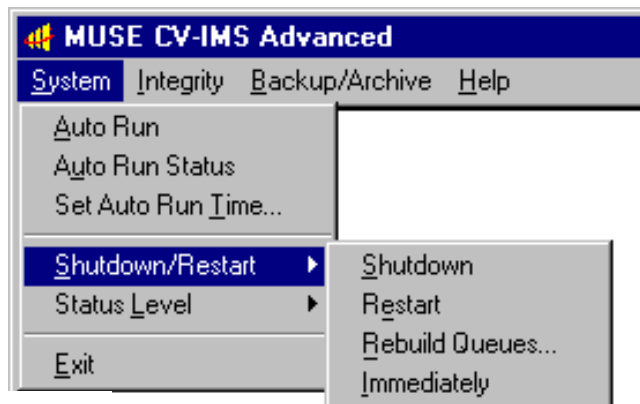 MUSE CV-IMS Advanced
System Integrity Backup/Archive Help
Auto Run
Auto Run Status
Set Auto Run Time...
Shutdown/Restart
Status Level
Exit
Shutdown
Restart
Rebuild Queues...
Immediately